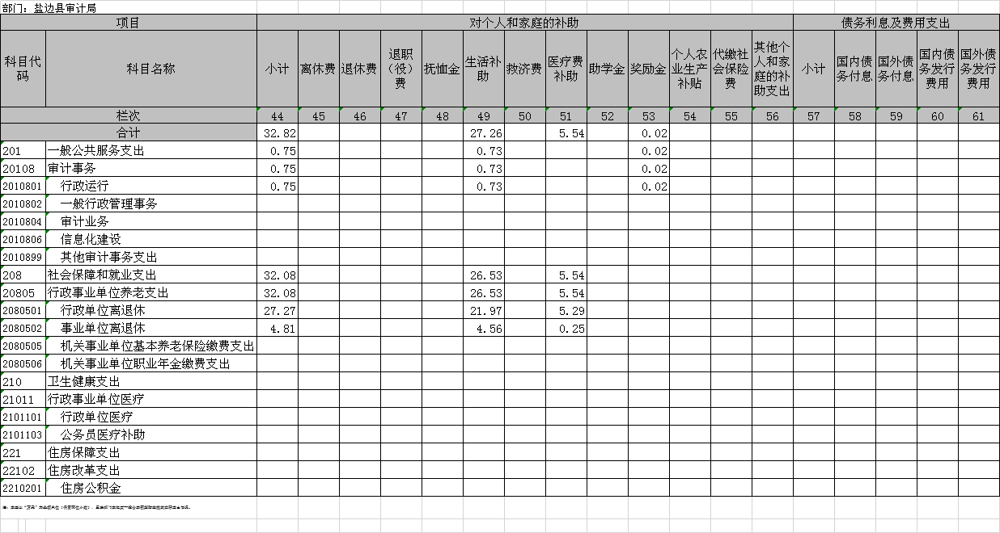 部门：盐边县审计局
项目 对个人和家庭的补助 债务利息及费用支出
科目代码 科目名称 小计 离休费 退休费 退职（役）费 抚恤金 生活补助 救济费 医疗费补助 助学金 奖励金 个人农业生产补贴 代缴社会保险费 其他个人和家庭的补助支出 小计 国内债务付息 国外债务付息 国内债务发行费用 国外债务发行费用
栏次 44 45 46 47 48 49 50 51 52 53 54 55 56 57 58 59 60 61
合计 32.82 27.26 5.54 0.02
201 一般公共服务支出 0.75 0.73 0.02
20108 审计事务 0.75 0.73 0.02
2010801 行政运行 0.75 0.73 0.02
2010802 一般行政管理事务
2010804 审计业务
2010806 信息化建设
2010899 其他审计事务支出
208 社会保障和就业支出 32.08 26.53 5.54
20805 行政事业单位养老支出 32.08 26.53 5.54
2080501 行政单位离退休 27.27 21.97 5.29
2080502 事业单位离退休 4.81 4.56 0.25
2080505 机关事业单位基本养老保险缴费支出
2080506 机关事业单位职业年金缴费支出
210 卫生健康支出
21011 行政事业单位医疗
2101101 行政单位医疗
2101103 公务员医疗补助
221 住房保障支出
22102 住房改革支出
2210201 住房公积金